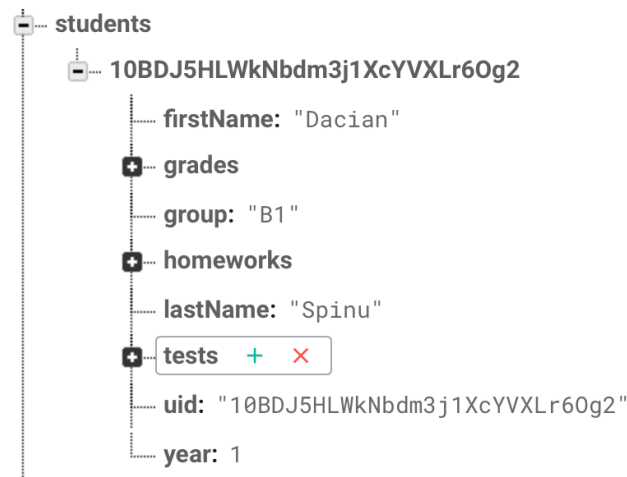 students
10BDJ5HLWkNbdm3j1XcYVXLr6Og2
firstName: "Dacian"
grades
group: "B1"
homeworks
lastName: "Spinu"
tests
uid: "10BDJ5HLWkNbdm3j1XcYVXLr6Og2"
year: 1